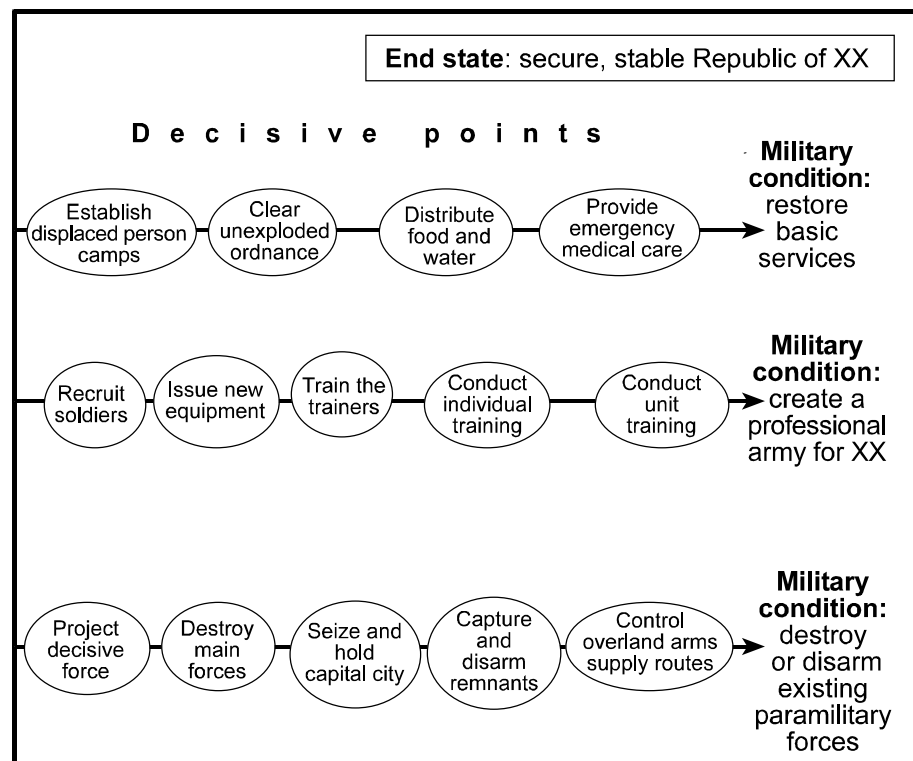 End state: secure, stable Republic of XX
Decisive points
Establish
displaced person
camps
Clear
unexploded
ordnance
Distribute
food and
water
Provide
emergency
medical care
Military
condition:
restore
basic
services
Recruit
soldiers
Issue new
equipment
Train the
trainers
Conduct
individual
training
Conduct
unit
training
Military
condition:
create a
professional
army for XX
Project
decisive
force
Destroy
main
forces
Seize and
hold
capital city
Capture
and
disarm
remnants
Control
overland arms
supply routes
Military
condition:
destroy
or disarm
existing
paramilitary
forces